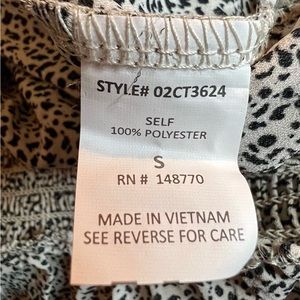 STYLE# 02CT3624
SELF
100% POLYESTER
S
RN # 148770
MADE IN VIETNAM
SEE REVERSE FOR CARE